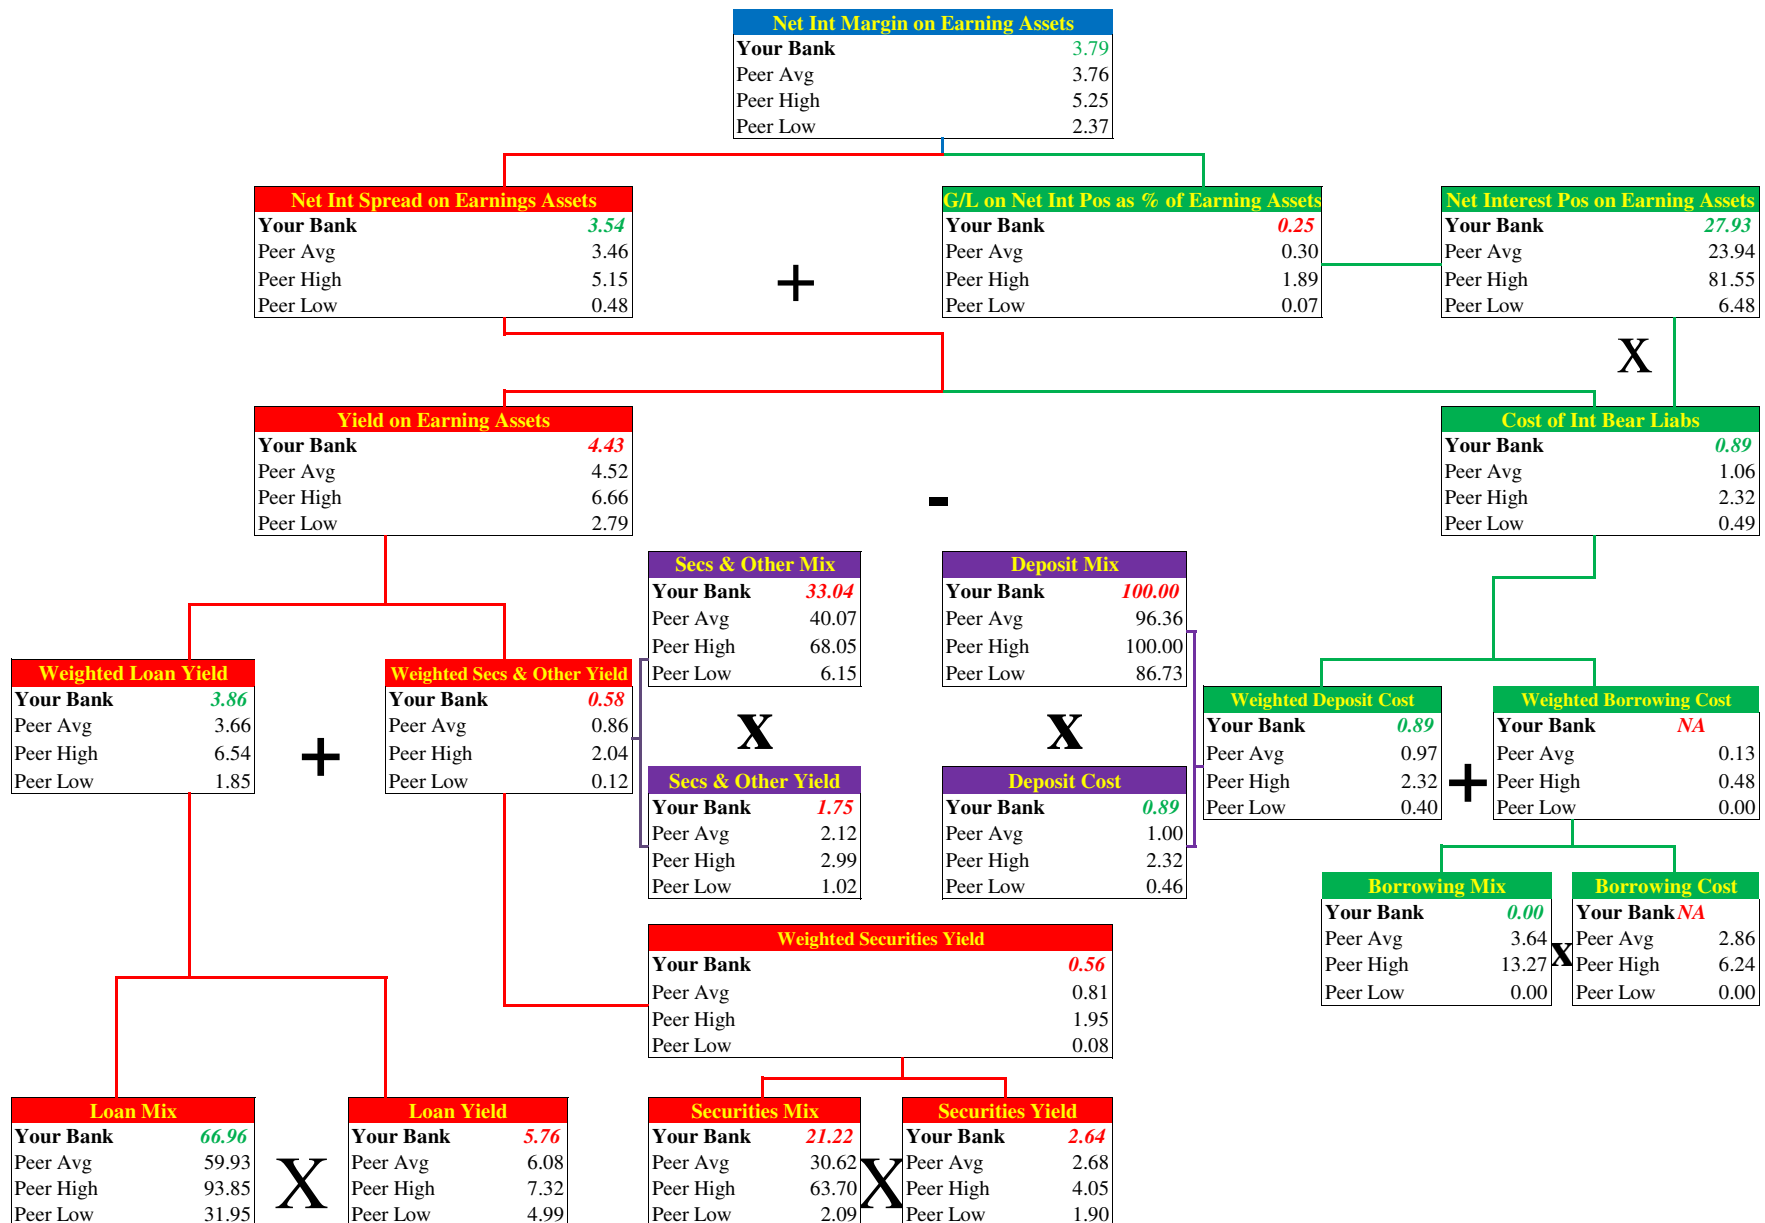 Net Int Margin on Earning Assets
Your Bank 3.79
Peer Avg 3.76
Peer High 5.25
Peer Low 2.37
Net Int Spread on Earnings Assets
Your Bank 3.54
Peer Avg 3.46
Peer High 5.15
Peer Low 0.48
+
G/L on Net Int Pos as % of Earning Assets
Your Bank 0.25
Peer Avg 0.30
Peer High 1.89
Peer Low 0.07
Net Interest Pos on Earning Assets
Your Bank 27.93
Peer Avg 23.94
Peer High 81.55
Peer Low 6.48
X
Yield on Earning Assets
Your Bank 4.43
Peer Avg 4.52
Peer High 6.66
Peer Low 2.79
-
Cost of Int Bear Liabs
Your Bank 0.89
Peer Avg 1.06
Peer High 2.32
Peer Low 0.49
Secs & Other Mix
Your Bank 33.04
Peer Avg 40.07
Peer High 68.05
Peer Low 6.15
Deposit Mix
Your Bank 100.00
Peer Avg 96.36
Peer High 100.00
Peer Low 86.73
Weighted Loan Yield
Your Bank 3.86
Peer Avg 3.66
Peer High 6.54
Peer Low 1.85
+
Weighted Secs & Other Yield
Your Bank 0.58
Peer Avg 0.86
Peer High 2.04
Peer Low 0.12
x
x
Weighted Deposit Cost
Your Bank 0.89
Peer Avg 0.97
Peer High 2.32
Peer Low 0.40
+
Weighted Borrowing Cost
Your Bank NA
Peer Avg 0.13
Peer High 0.48
Peer Low 0.00
Secs & Other Yield
Your Bank 1.75
Peer Avg 2.12
Peer High 2.99
Peer Low 1.02
Deposit Cost
Your Bank 0.89
Peer Avg 1.00
Peer High 2.32
Peer Low 0.46
Borrowing Mix
Your Bank 0.00
Peer Avg 3.64
Peer High 13.27
Peer Low 0.00
x
Borrowing Cost
Your Bank NA
Peer Avg 2.86
Peer High 6.24
Peer Low 0.00
Weighted Securities Yield
Your Bank 0.56
Peer Avg 0.81
Peer High 1.95
Peer Low 0.08
Loan Mix
Your Bank 66.96
Peer Avg 59.93
Peer High 93.85
Peer Low 31.95
X
Loan Yield
Your Bank 5.76
Peer Avg 6.08
Peer High 7.32
Peer Low 4.99
Securities Mix
Your Bank 21.22
Peer Avg 30.62
Peer High 63.70
Peer Low 2.09
X
Securities Yield
Your Bank 2.64
Peer Avg 2.68
Peer High 4.05
Peer Low 1.90